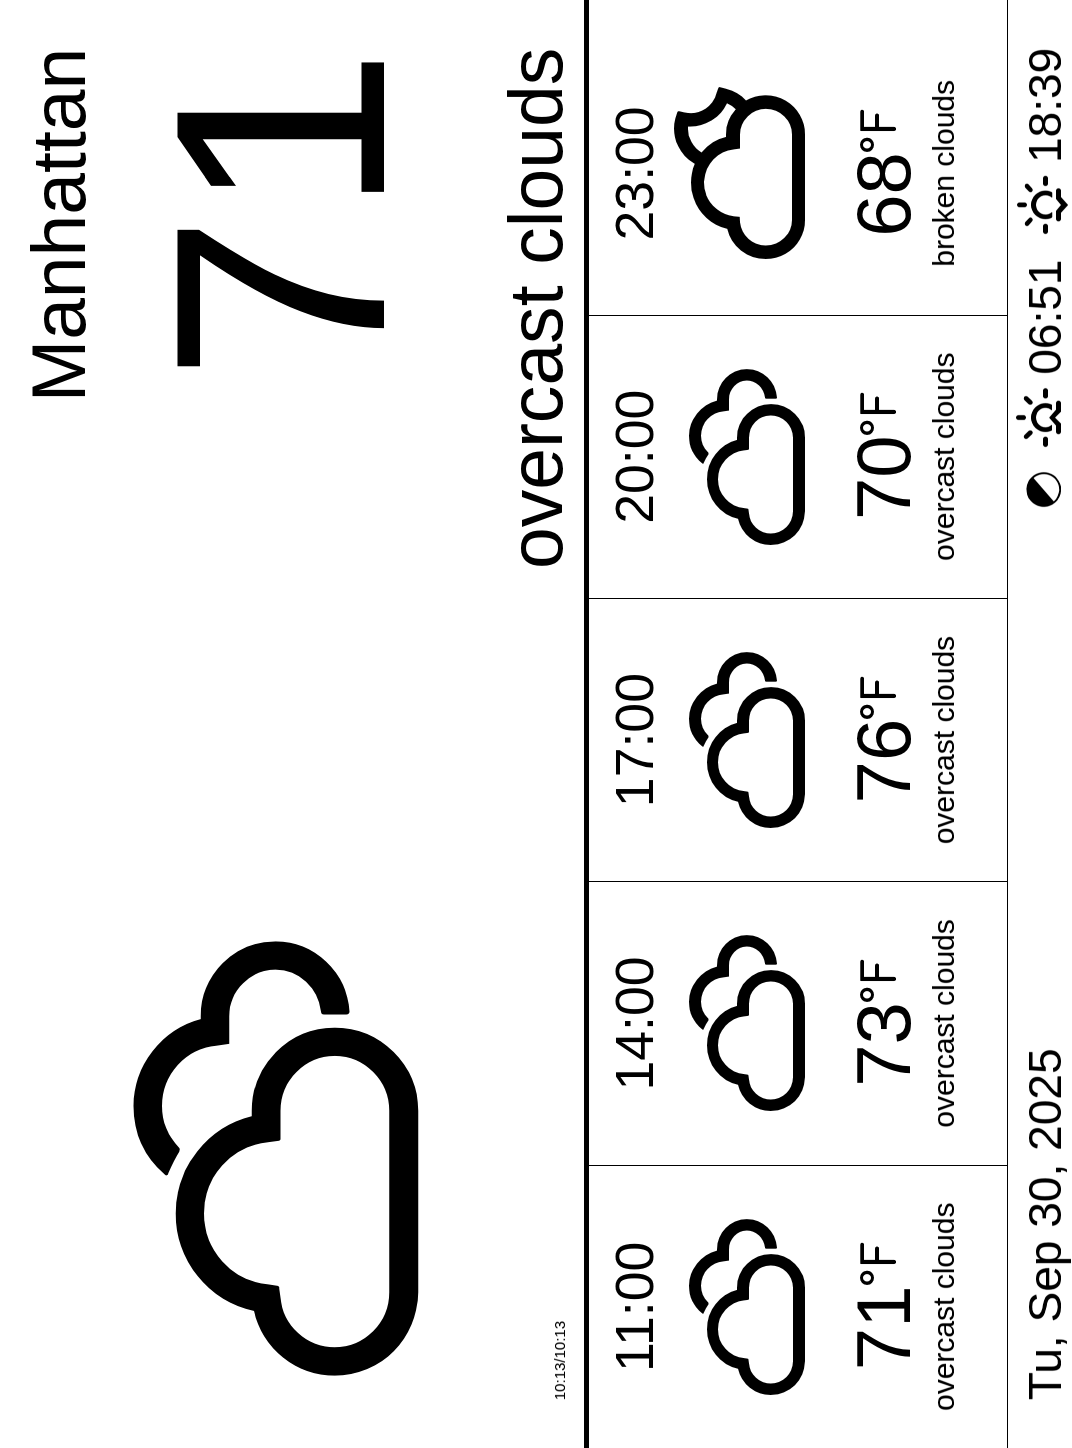 Manhattan
71
overcast clouds
10:13/10:13
11:00 14:00 17:00 20:00 23:00
71°F 73°F 76°F 70°F 68°F
overcast clouds overcast clouds overcast clouds overcast clouds broken clouds
Tu, Sep 30, 2025 06:51 18:39